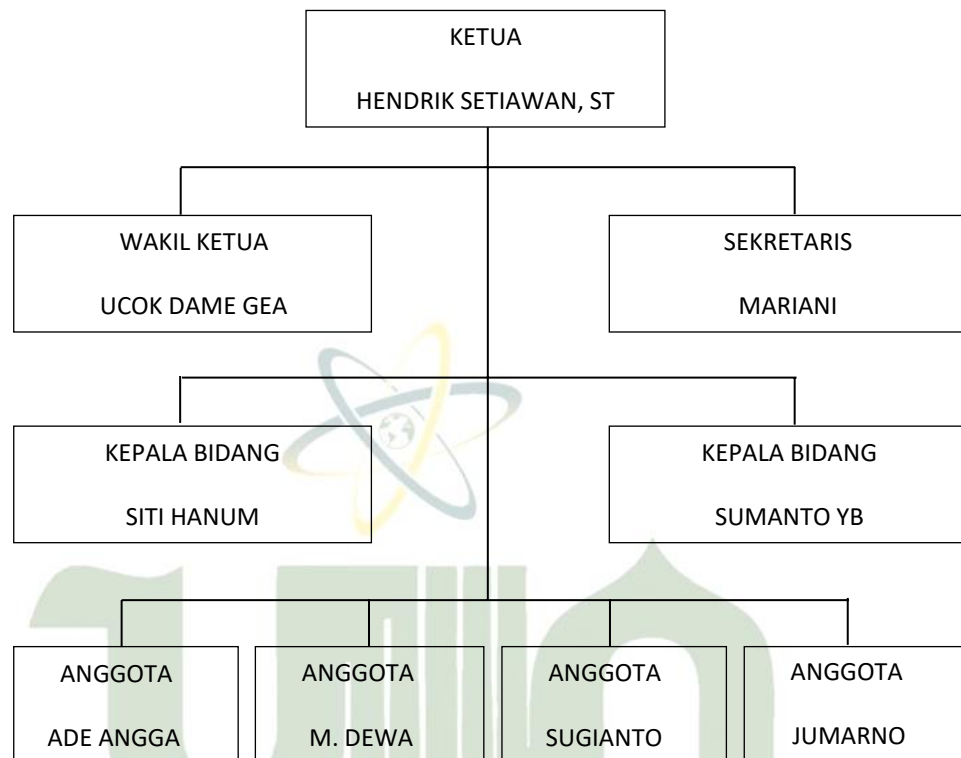 KETUA
HENDRIK SETIAWAN, ST
WAKIL KETUA
UCOK DAME GEA
SEKRETARIS
MARIANI
KEPALA BIDANG
SITI HANUM
KEPALA BIDANG
SUMANTO YB
ANGGOTA
ADE ANGGA
ANGGOTA
M. DEWA
ANGGOTA
SUGIANTO
ANGGOTA
JUMARNO